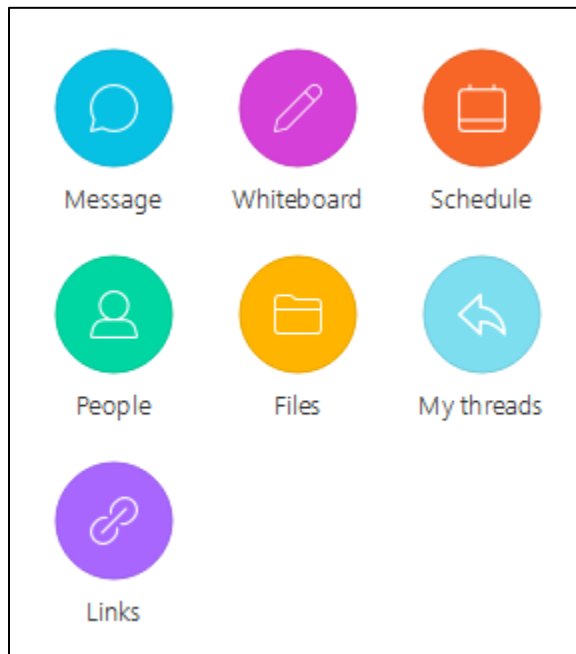 Message
Whiteboard
Schedule
People
Files
My threads
Links